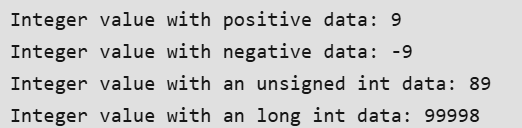 Integer value with positive data: 9
Integer value with negative data: -9
Integer value with an unsigned int data: 89
Integer value with an long int data: 99998